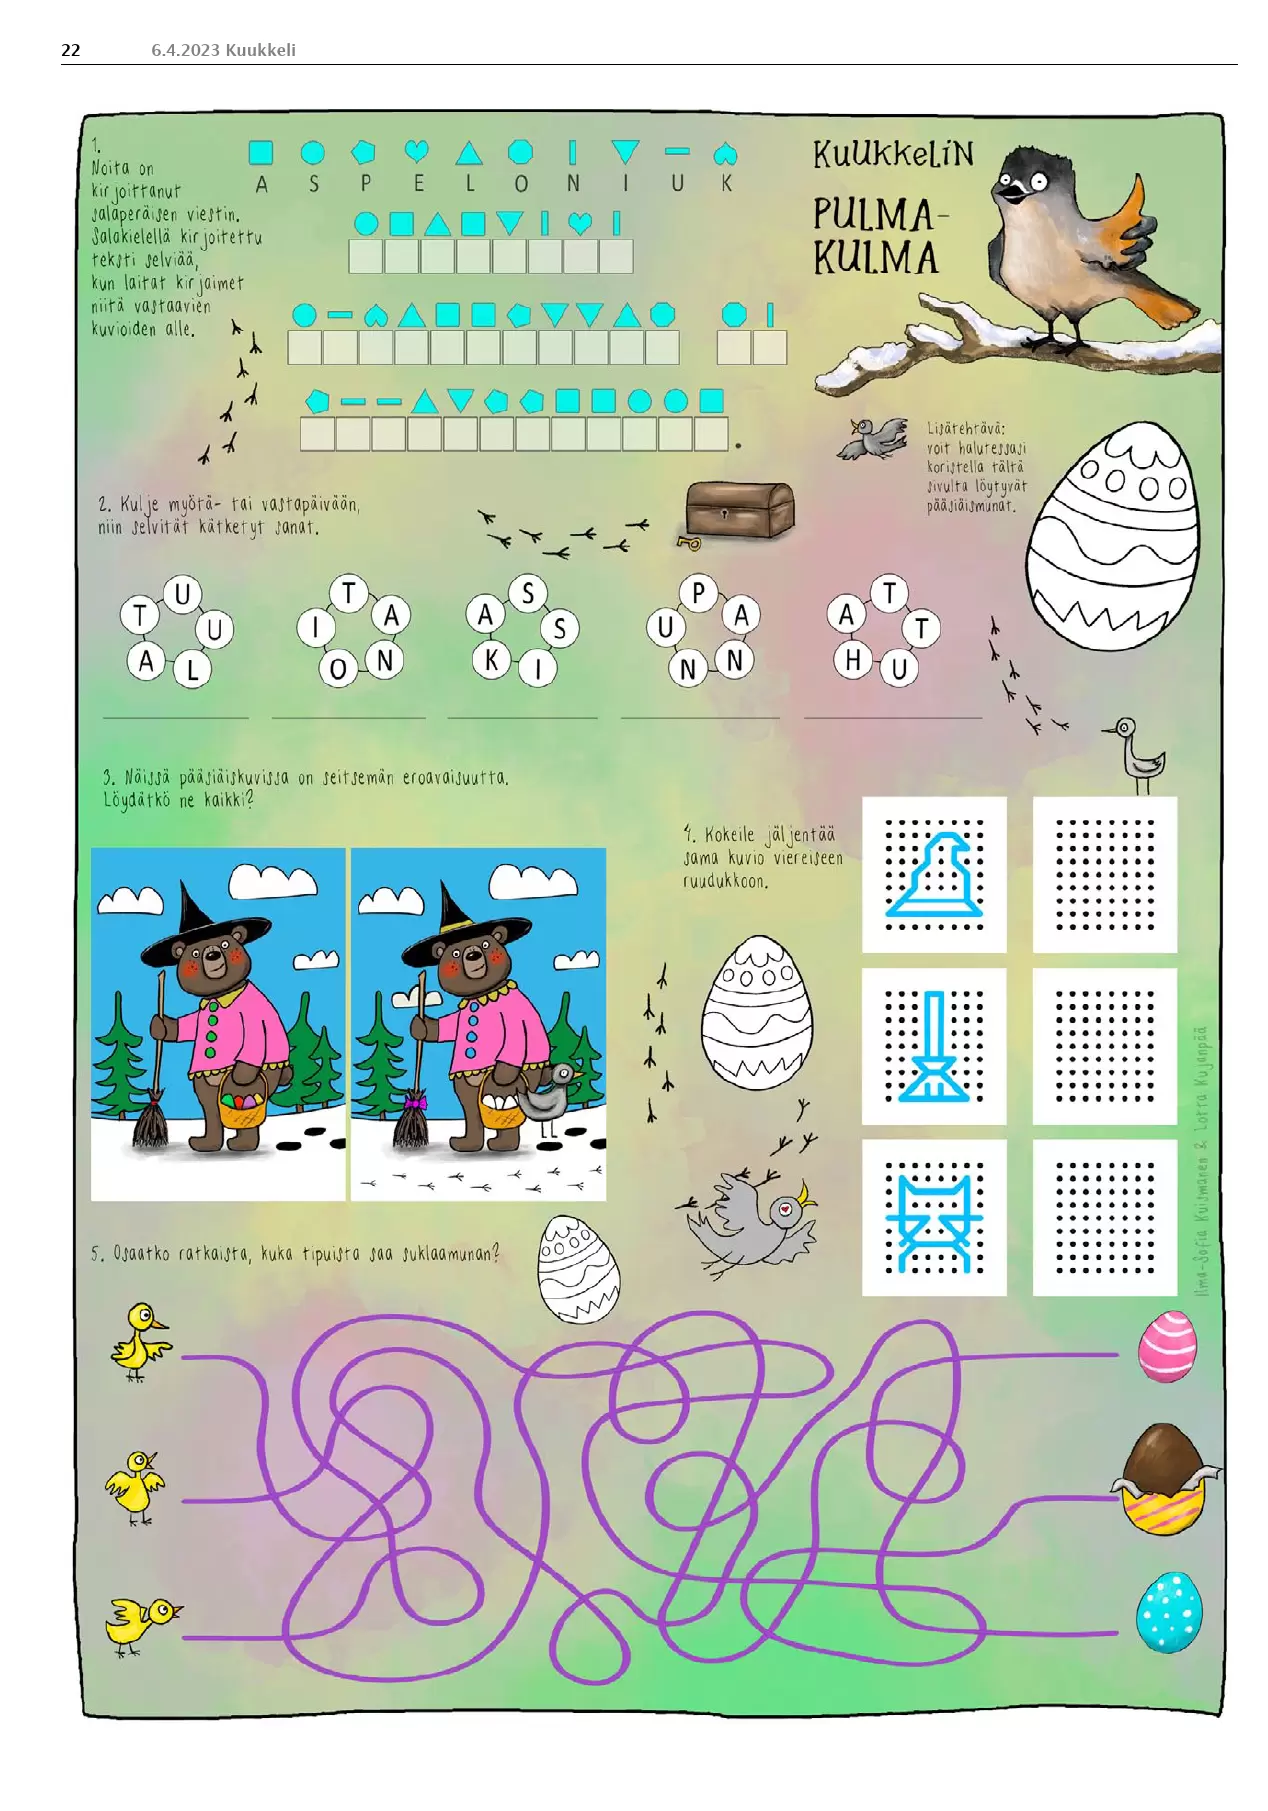 22 6.4.2023 Kuukkeli
1.
Noita on
kirjoittanut
salaperäisen viestin.
Salakielellä kirjoitettu
teksti selviää,
kun laitat kirjaimet
niitä vastaavien
kuvioiden alle.
A S P E L O N I U K
.
KUUKKELIN
PULMA-
KULMA
Lisätehtävä:
voit halutessasi
koristella tältä
sivulta löytyvät
pääsiäismunat.
2. Kulje myötä- tai vastapäivään,
niin selvität kätketyt sanat.
T U U L A
I T A N O
A S S I K
U P A N N
A T T U H
3. Näissä pääsiäiskuvissa on seitsemän eroavaisuutta.
Löydätkö ne kaikki?
4. Kokeile jäljentää
sama kuvio viereiseen
ruudukkoon.
Ilma-Sofia Kuismanen & Lotta Kujanpää
5. Osaatko ratkaista, kuka tipuista saa suklaamunan?